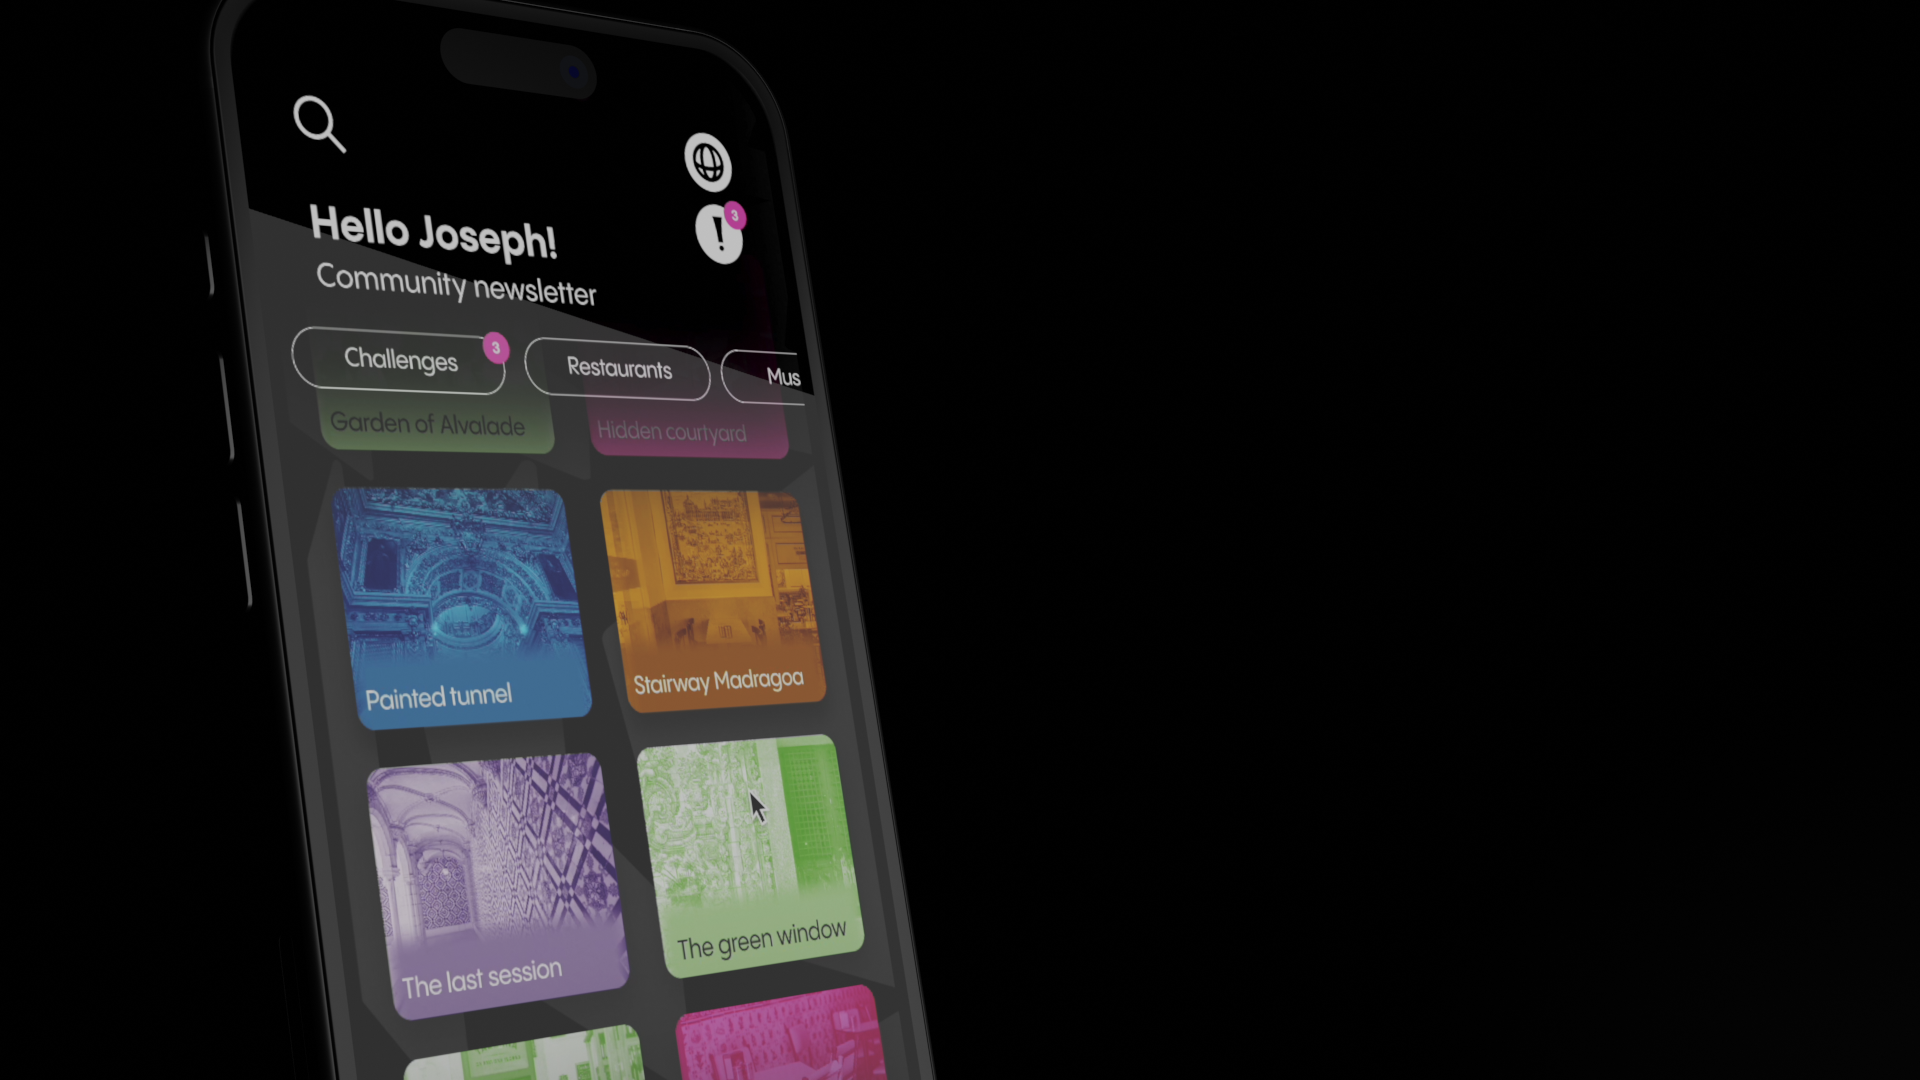 3
Hello Joseph!
Community newsletter
Challenges
3
Restaurants
Mus
Garden of Alvalade
Hidden courtyard
Painted tunnel
Stairway Madragoa
The last session
The green window